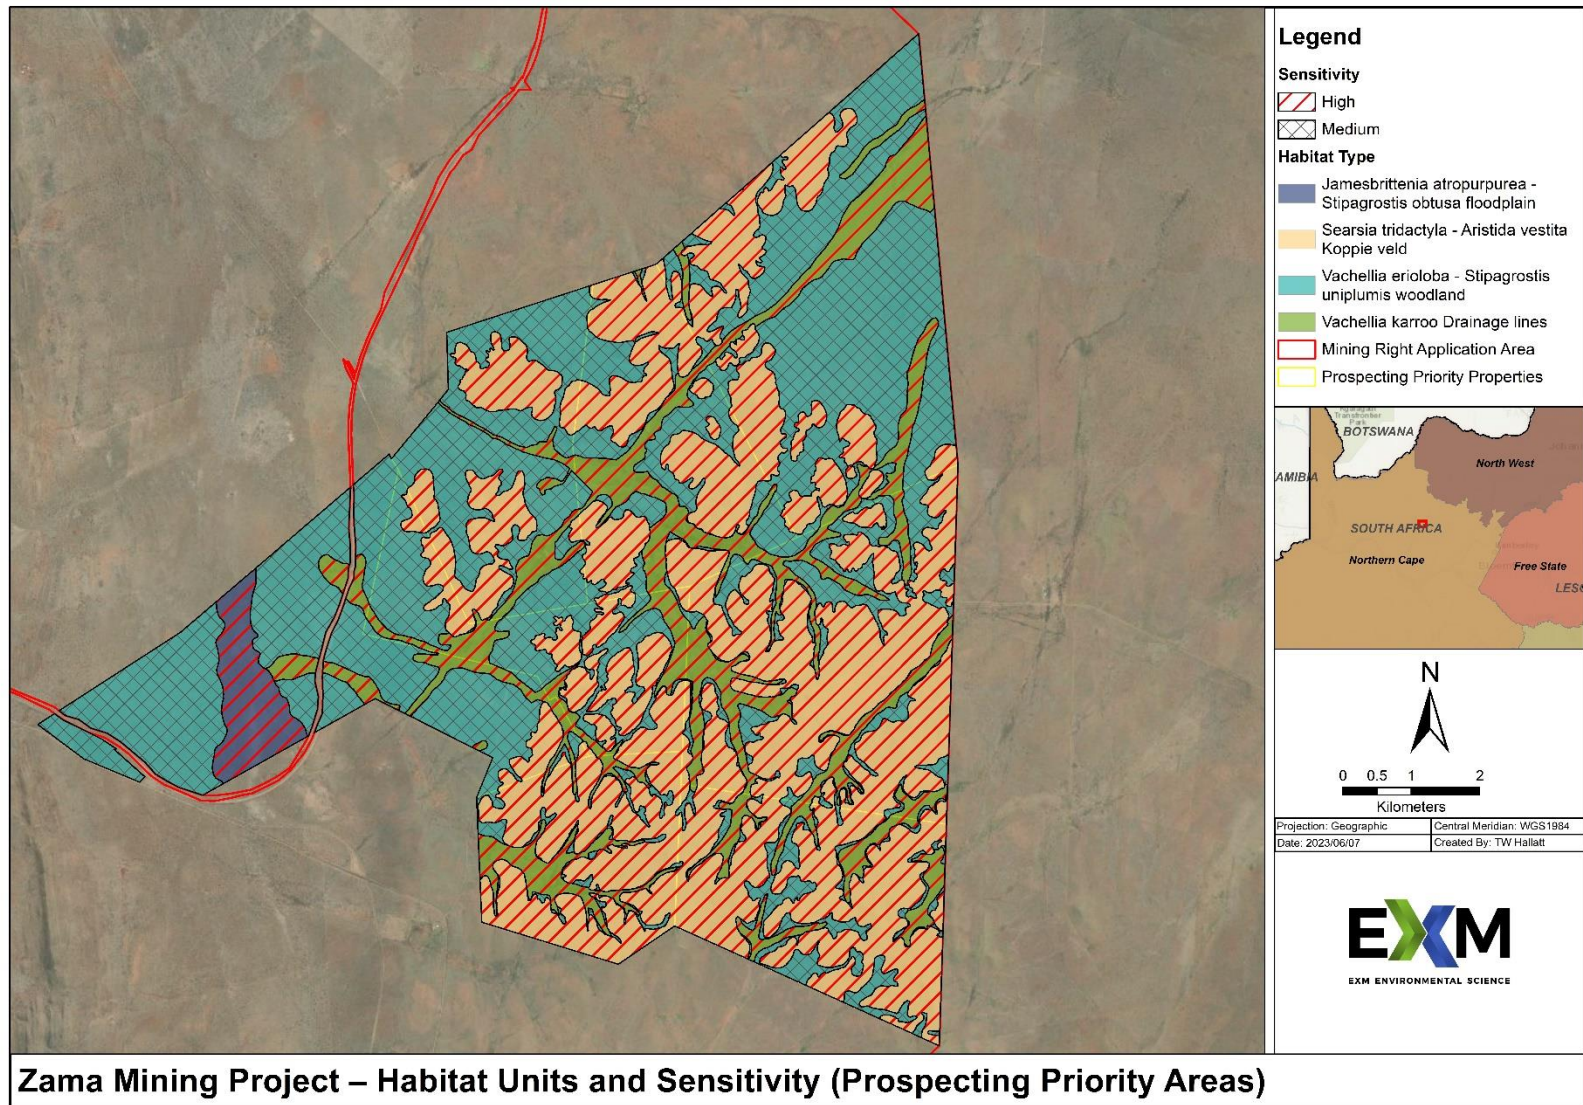 Legend
Sensitivity
High
Medium
Habitat Type
Jamesbrittenia atropurpurea -
Stipagrostis obtusa floodplain
Searsia tridactyla - Aristida vestita
Koppie veld
Vachellia erioloba - Stipagrostis
uniplumis woodland
Vachellia karroo Drainage lines
Mining Right Application Area
Prospecting Priority Properties
Transfrontier
Park
BOTSWANA
North West
AMIBIA
SOUTH AFRICA
Northern Cape
Free State
LES
N
0 0.5 1 2
Kilometers
Projection: Geographic Central Meridian: WGS1984
Date: 2023/06/07 Created By: TW Hallatt
EXM
EXM ENVIRONMENTAL SCIENCE
Zama Mining Project – Habitat Units and Sensitivity (Prospecting Priority Areas)